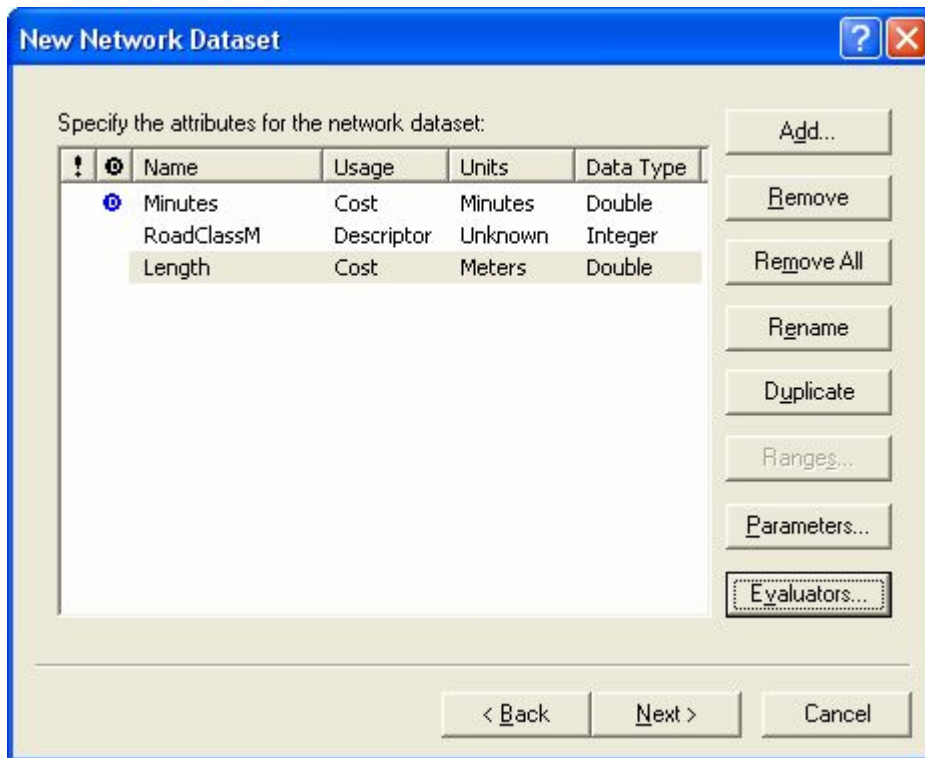 New Network Dataset
?
Specify the attributes for the network dataset:
! D Name Usage Units Data Type
D Minutes Cost Minutes Double
RoadClassM Descriptor Unknown Integer
Length Cost Meters Double
Add...
Remove
Remove All
Rename
Duplicate
Ranges...
Parameters...
Evaluators...
< Back
Next >
Cancel